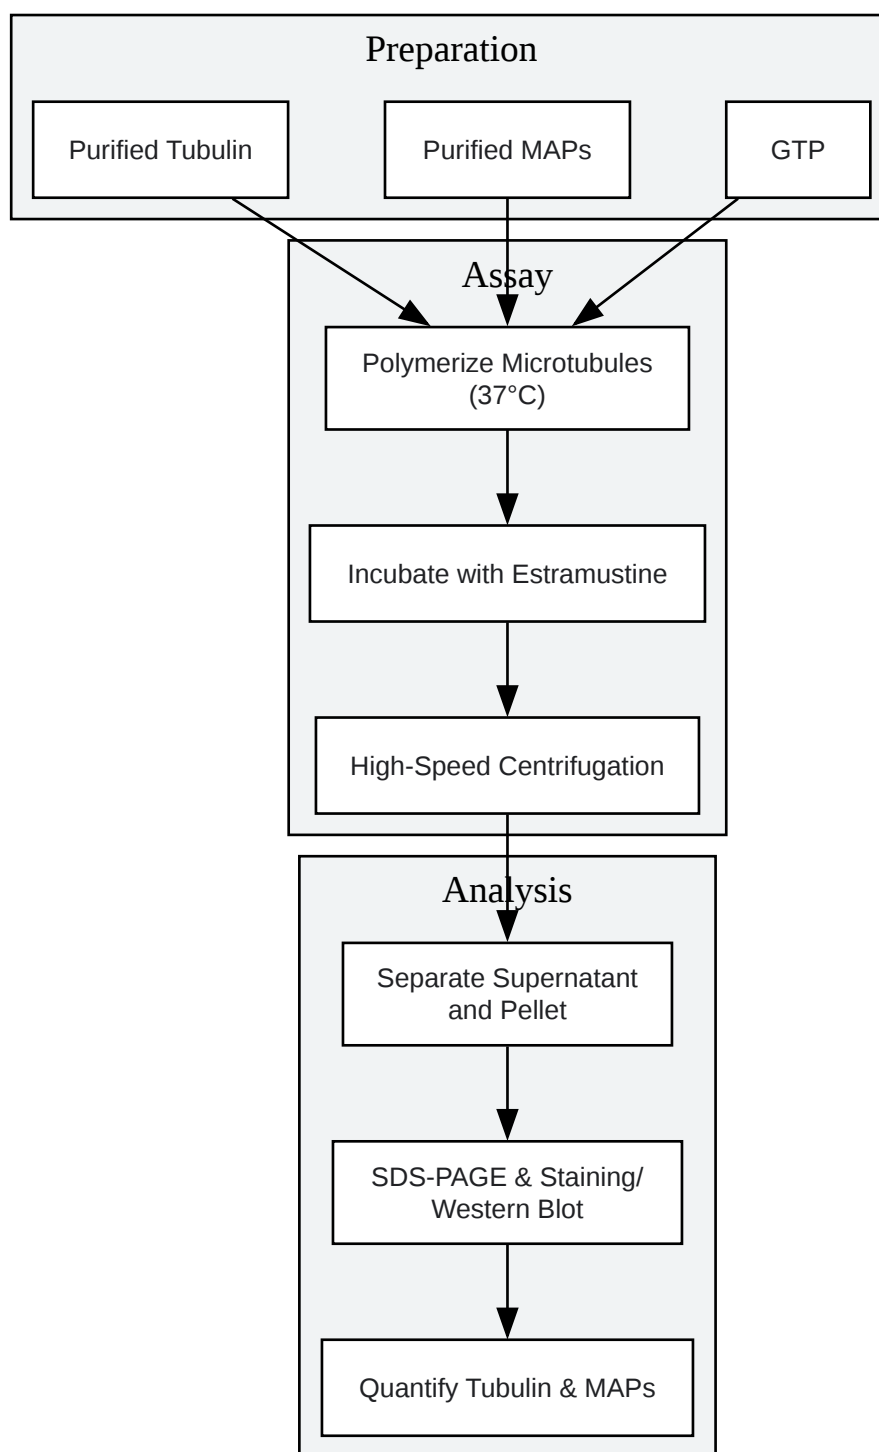 Preparation
Purified Tubulin
Purified MAPs
GTP
Assay
Polymerize Microtubules
(37°C)
Incubate with Estramustine
High-Speed Centrifugation
Analysis
Separate Supernatant
and Pellet
SDS-PAGE & Staining/
Western Blot
Quantify Tubulin & MAPs